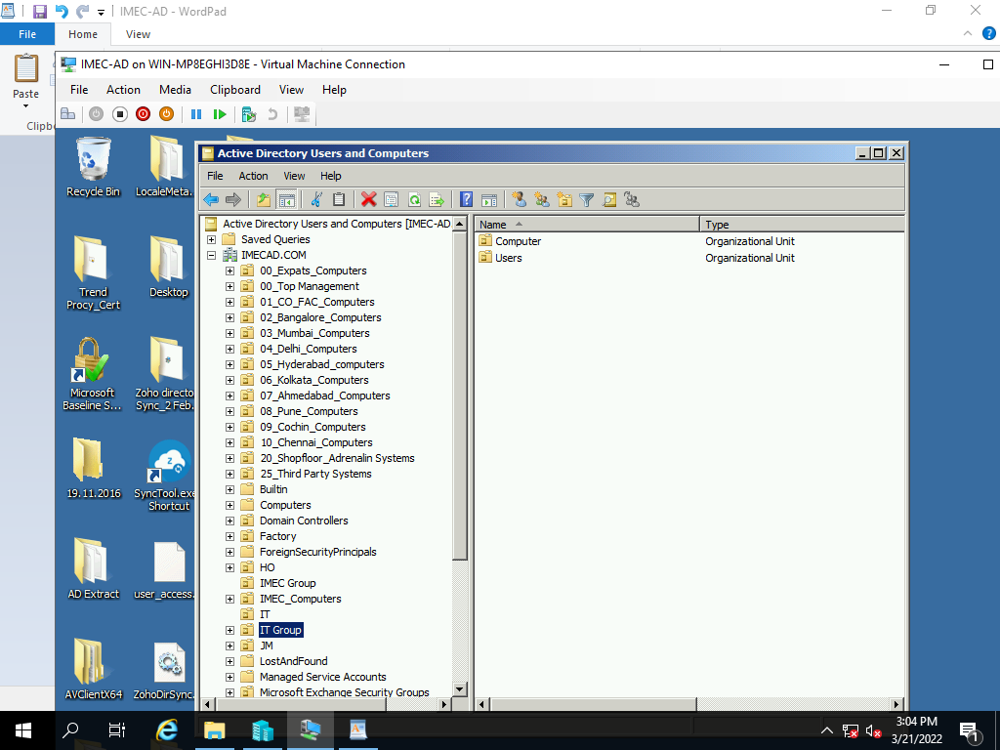 IMEC-AD - WordPad
File
Home
View
Paste
Clipb
IMEC-AD on WIN-MP8EGHI3D8E - Virtual Machine Connection
File Action Media Clipboard View Help
Recycle Bin
LocaleMeta.
Trend
Procy_Cert
Desktop
Microsoft
Baseline S...
Zoho directo
Sync_2 Feb.
19.11.2016
SyncTool.exe
Shortcut
AD Extract
user_access.
AVClientX64
ZohoDirSync.
Active Directory Users and Computers
File Action View Help
Active Directory Users and Computers [IMEC-AD
Saved Queries
IMECAD.COM
00_Expats_Computers
00_Top Management
01_CO_FAC_Computers
02_Bangalore_Computers
03_Mumbai_Computers
04_Delhi_Computers
05_Hyderabad_computers
06_Kolkata_Computers
07_Ahmedabad_Computers
08_Pune_Computers
09_Cochin_Computers
10_Chennai_Computers
20_Shopfloor_Adrenalin Systems
25_Third Party Systems
Builtin
Computers
Domain Controllers
Factory
ForeignSecurityPrincipals
HO
IMEC Group
IMEC_Computers
IT
IT Group
JM
LostAndFound
Managed Service Accounts
Microsoft Exchange Security Groups
Name Type
Computer Organizational Unit
Users Organizational Unit
3:04 PM
3/21/2022
1